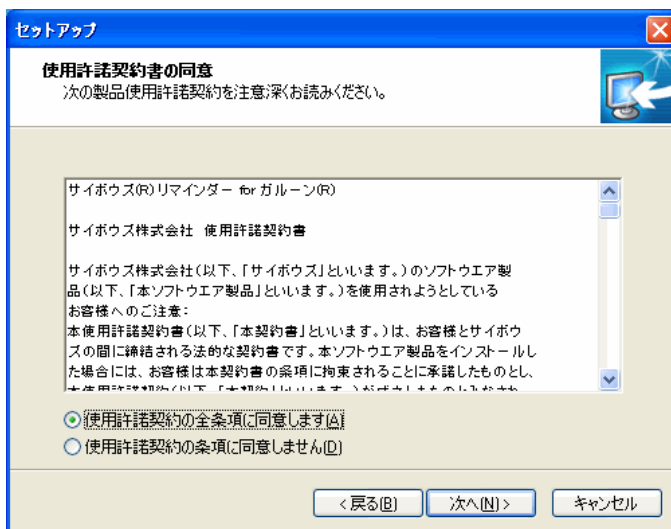 セットアップ
使用許諾契約書の同意
次の製品使用許諾契約を注意深くお読みください。
サイボウズ(R)リマインダー for ガルーン(R)
サイボウズ株式会社 使用許諾契約書
サイボウズ株式会社(以下、「サイボウズ」といいます。)のソフトウエア製
品(以下、「本ソフトウエア製品」といいます。)を使用されようとしている
お客様へのご注意:
本使用許諾契約書(以下、「本契約書」といいます。)は、お客様とサイボウ
ズの間に締結される法的な契約書です。本ソフトウエア製品をインストールし
た場合には、お客様は本契約書の条項に拘束されることに承諾したものとし、
使用許諾契約の全条項に同意します(A)
使用許諾契約の条項に同意しません(D)
<戻る(B)
次へ(N)>
キャンセル